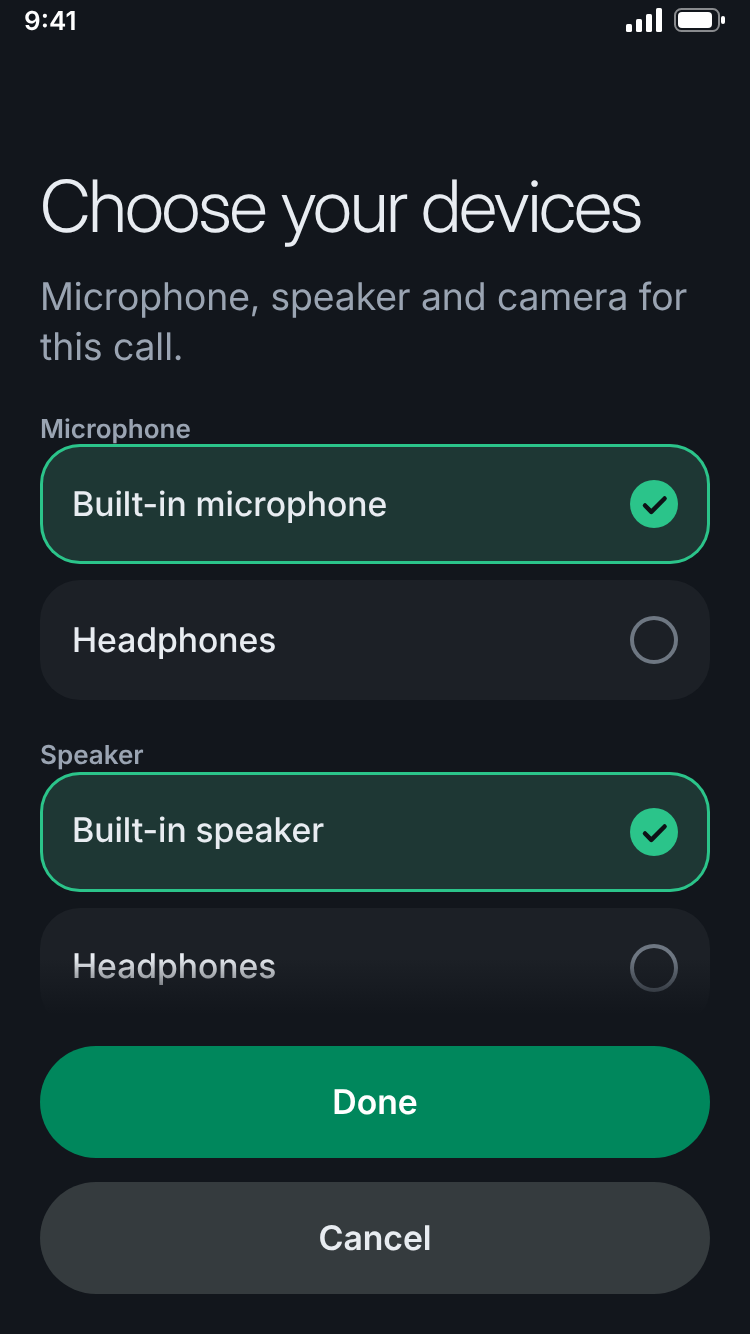 9:41
Choose your devices
Microphone, speaker and camera for
this call.
Microphone
Built-in microphone
Headphones
Speaker
Built-in speaker
Headphones
Done
Cancel